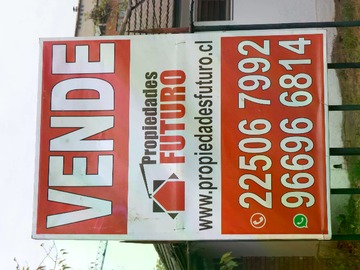 VENDE
Propiedades
FUTURO
www.propiedadesfuturo.cl
22506 7992
96696 6814